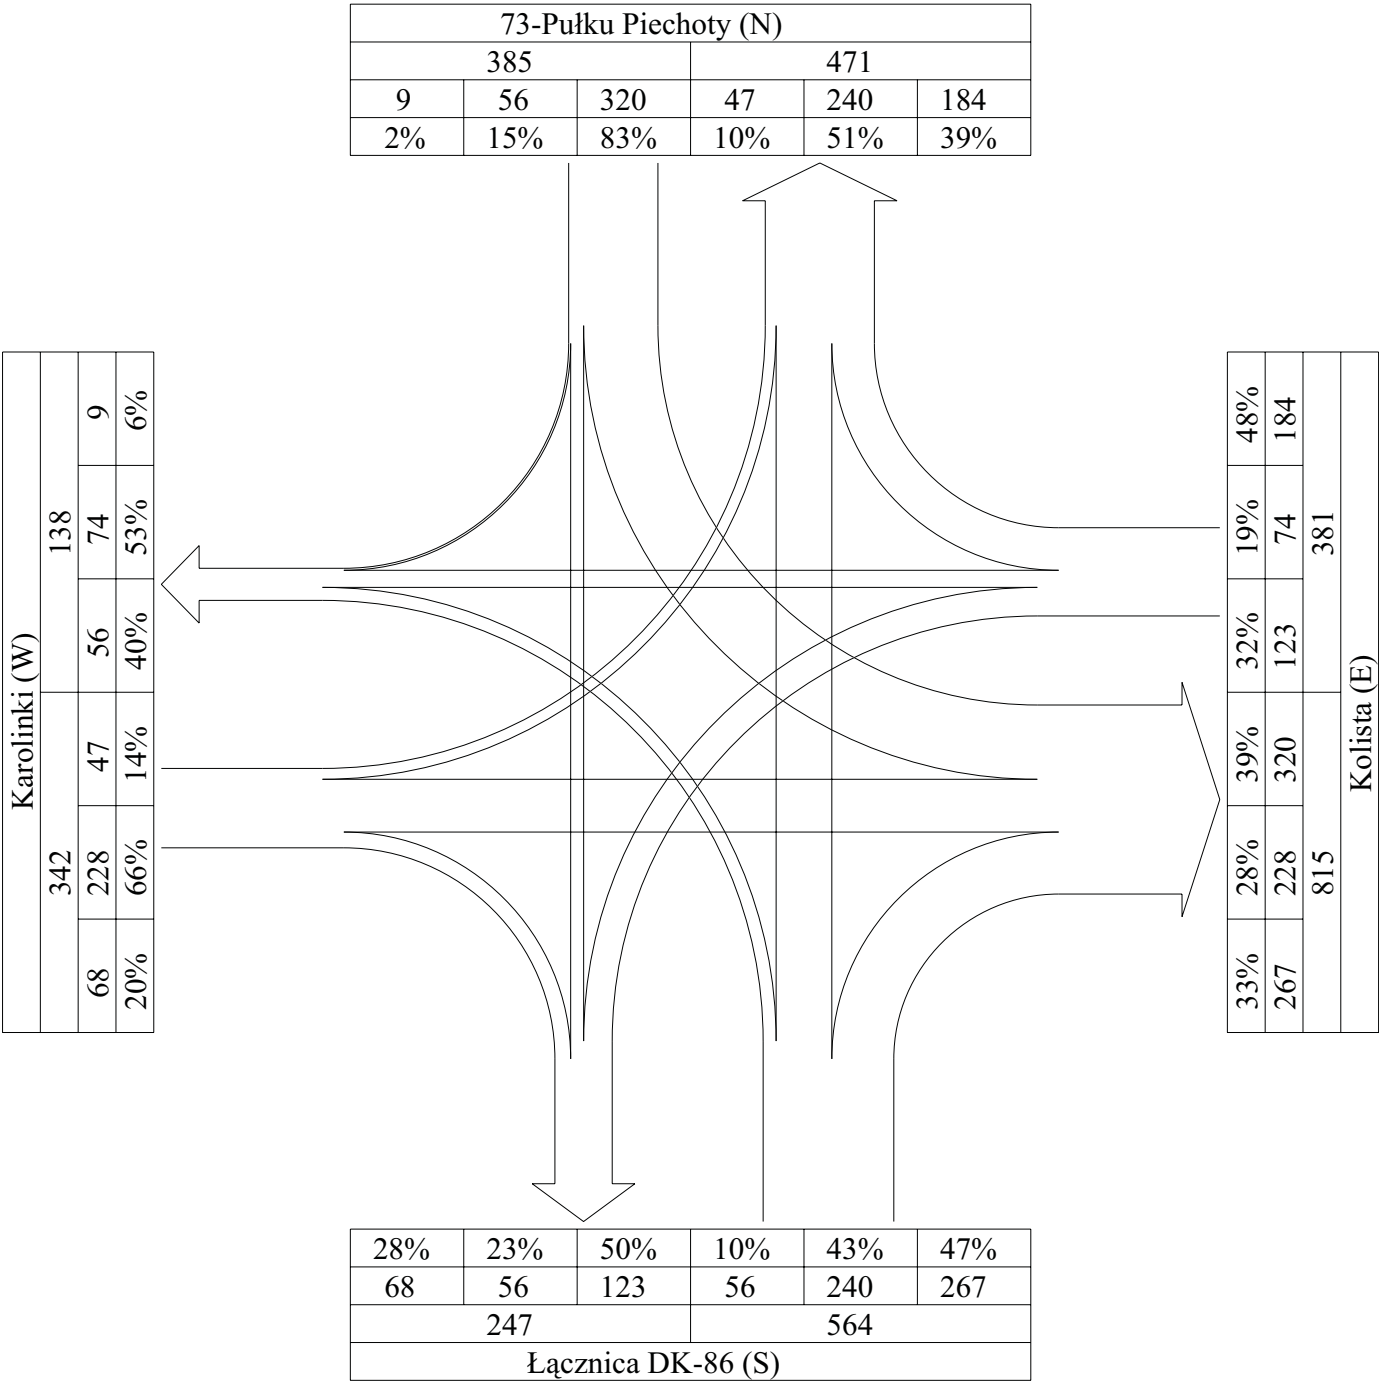 73-Pułku Piechoty (N)
385 471
9 56 320 47 240 184
2% 15% 83% 10% 51% 39%
Karolinki (W)
138 342
9 74 56 47 228 68
6% 53% 40% 14% 66% 20%
48% 19% 32% 39% 28% 33%
184 74 123 320 228 267
381 815
Kolista (E)
28% 23% 50% 10% 43% 47%
68 56 123 56 240 267
247 564
Łącznica DK-86 (S)